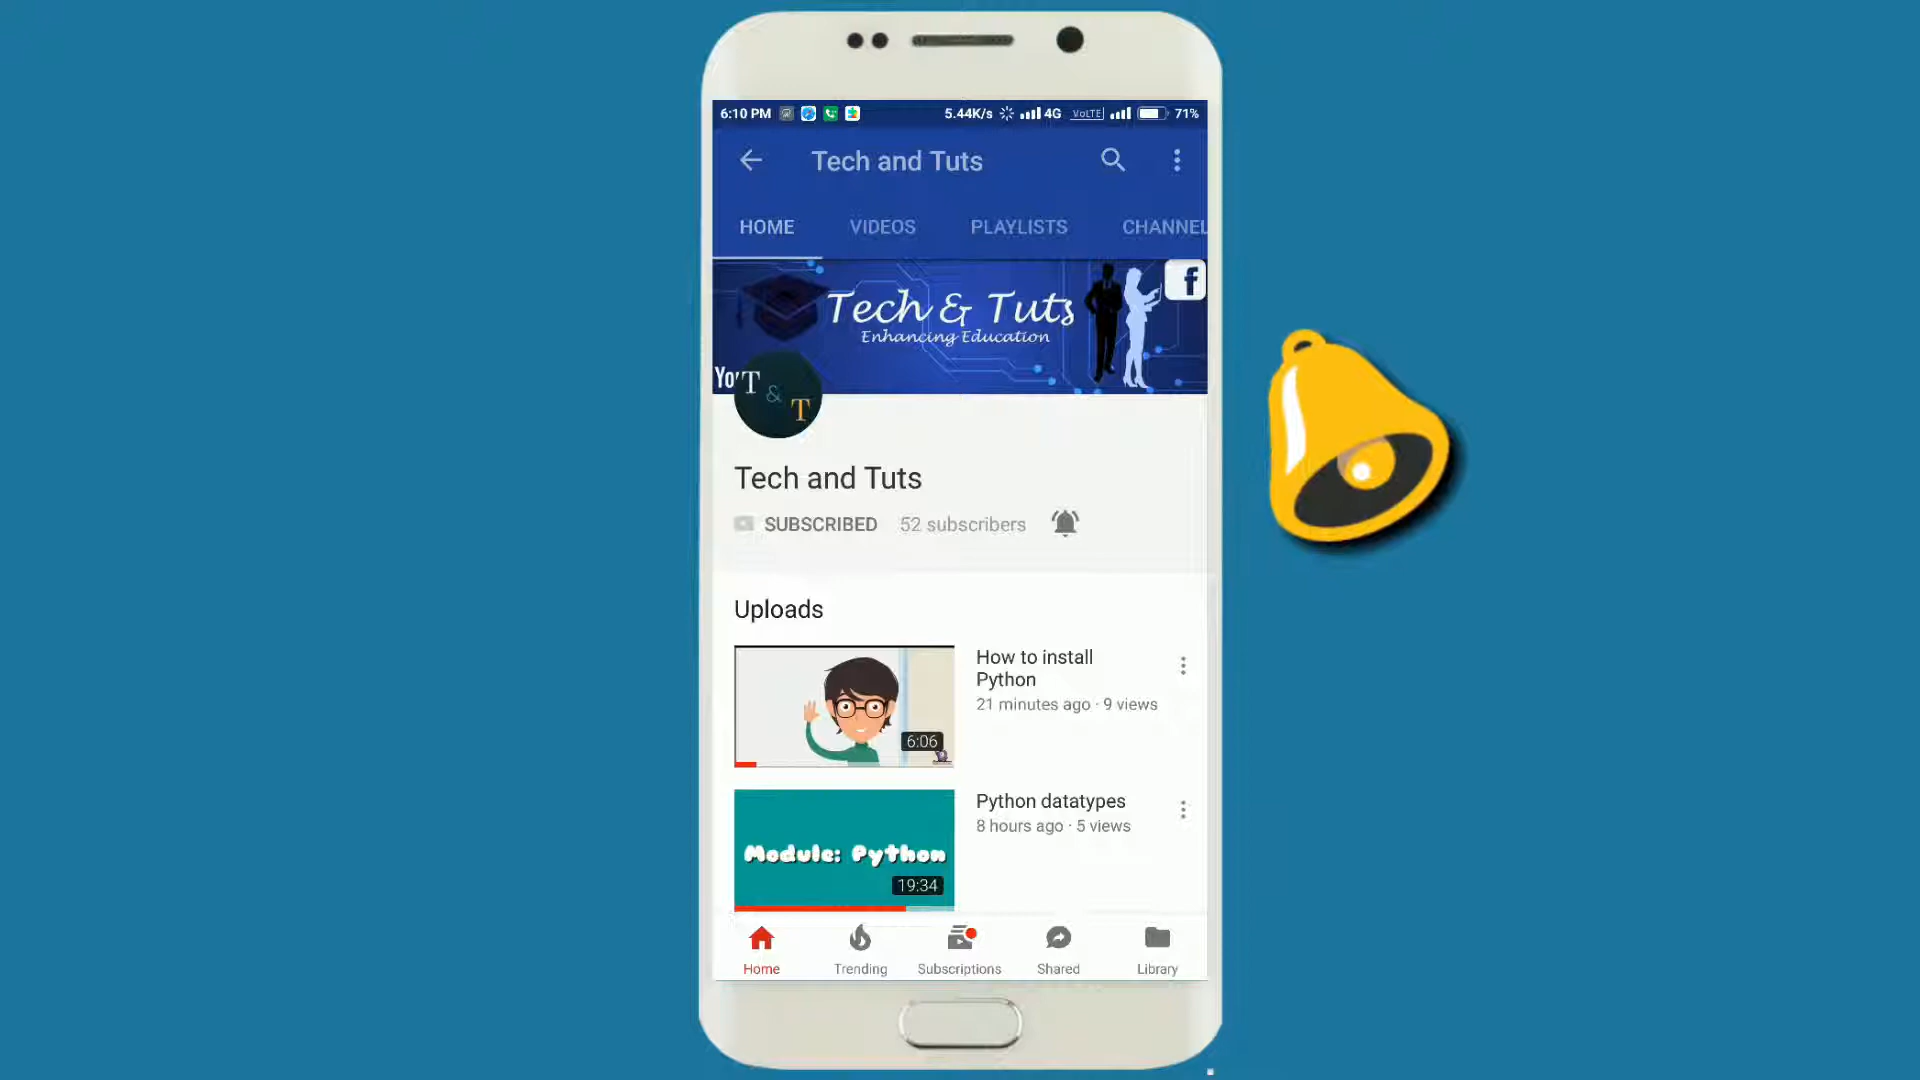 6:10 PM 5.44K/s 4G VoLTE 71%
Tech and Tuts
HOME VIDEOS PLAYLISTS CHANNEL
f
Tech & Tuts
Enhancing Education
You
T & T
Tech and Tuts
SUBSCRIBED 52 subscribers
Uploads
How to install
Python
21 minutes ago · 9 views
6:06
Python datatypes
8 hours ago · 5 views
Module: Python
19:34
Home Trending Subscriptions Shared Library